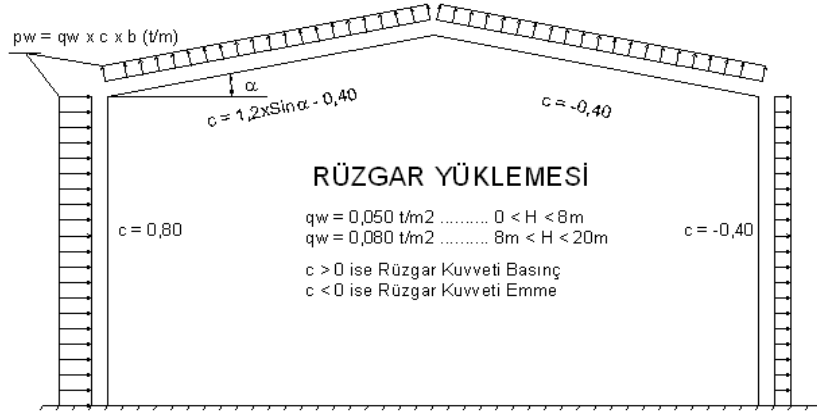 pw = qw x c x b (t/m)
α
c = 1,2xSinα - 0,40
c = -0,40
RÜZGAR YÜKLEMESİ
qw = 0,050 t/m2 .......... 0 < H < 8m
qw = 0,080 t/m2 .......... 8m < H < 20m
c = 0,80
c = -0,40
c > 0 ise Rüzgar Kuvveti Basınç
c < 0 ise Rüzgar Kuvveti Emme